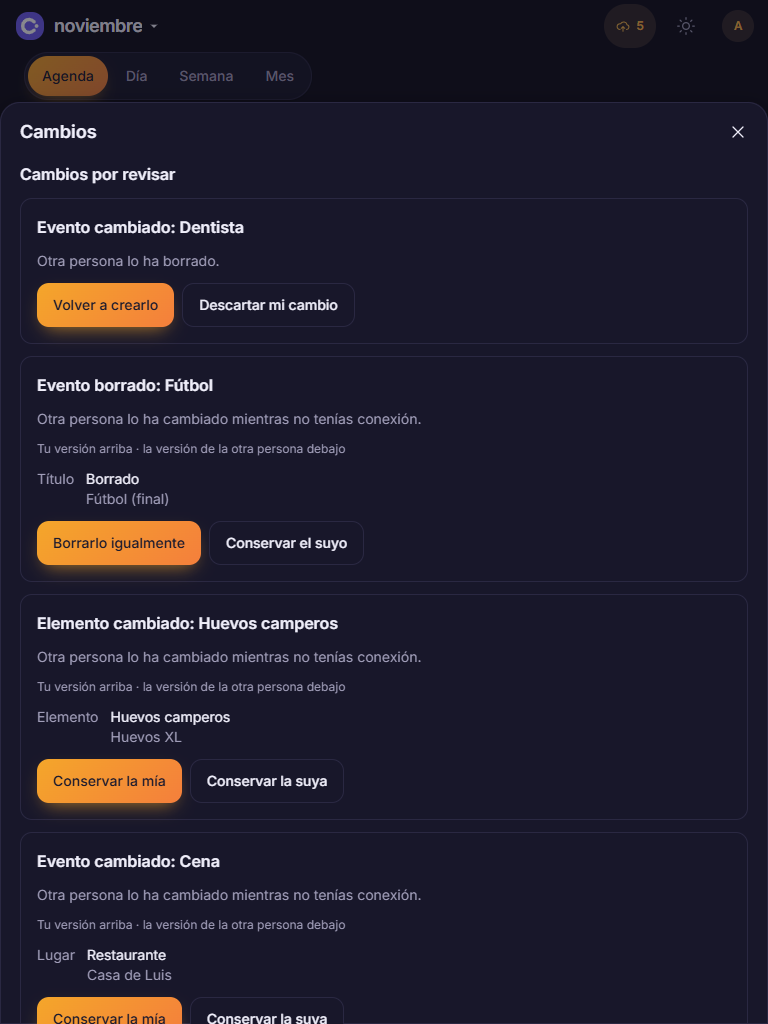 noviembre
5
A
Agenda
Día
Semana
Mes
Cambios
Cambios por revisar
Evento cambiado: Dentista
Otra persona lo ha borrado.
Volver a crearlo
Descartar mi cambio
Evento borrado: Fútbol
Otra persona lo ha cambiado mientras no tenías conexión.
Tu versión arriba · la versión de la otra persona debajo
Título Borrado
Fútbol (final)
Borrarlo igualmente
Conservar el suyo
Elemento cambiado: Huevos camperos
Otra persona lo ha cambiado mientras no tenías conexión.
Tu versión arriba · la versión de la otra persona debajo
Elemento Huevos camperos
Huevos XL
Conservar la mía
Conservar la suya
Evento cambiado: Cena
Otra persona lo ha cambiado mientras no tenías conexión.
Tu versión arriba · la versión de la otra persona debajo
Lugar Restaurante
Casa de Luis
Conservar la mía
Conservar la suya